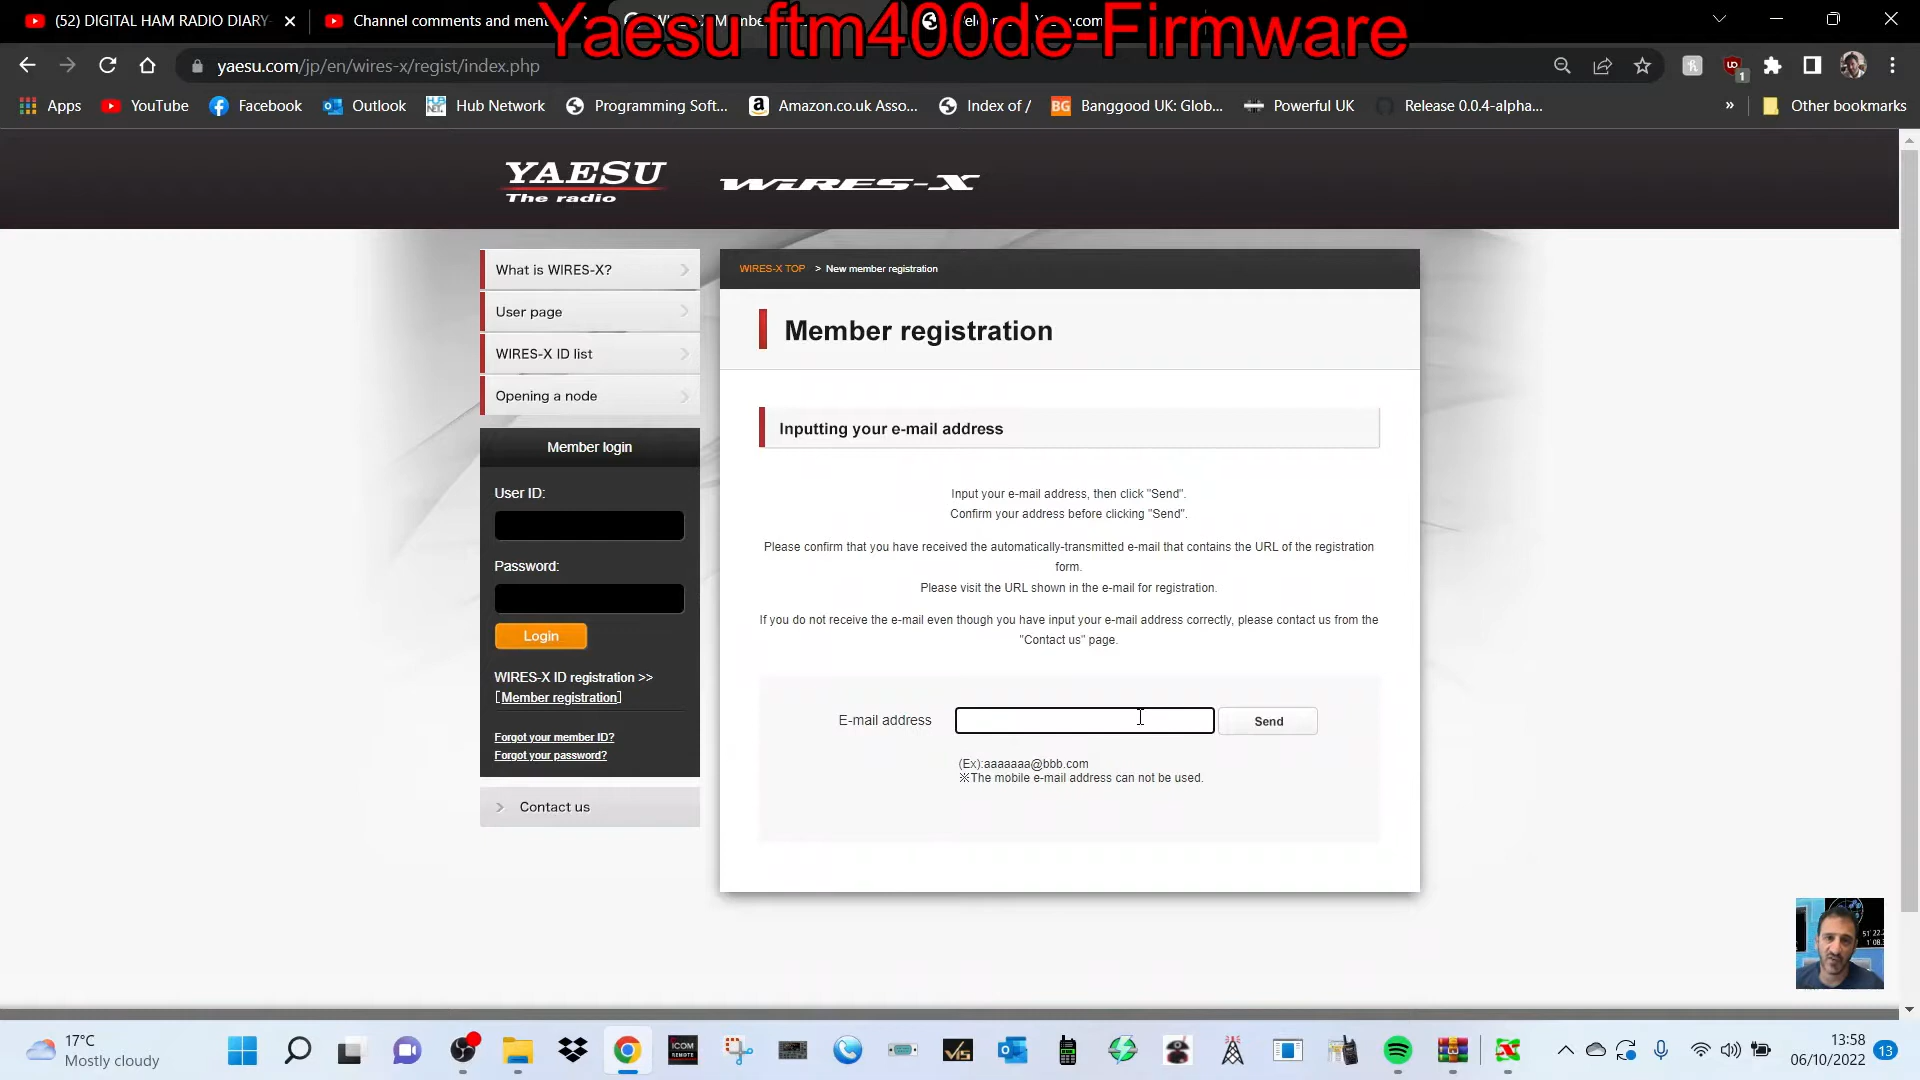 (52) DIGITAL HAM RADIO DIARY
Channel comments and ment
Yaesu.com
Yaesu ftm400de-Firmware
yaesu.com/jp/en/wires-x/regist/index.php
Apps
YouTube
Facebook
Outlook
Hub Network
Programming Soft...
Amazon.co.uk Asso...
Index of /
BG Banggood UK: Glob...
Powerful UK
Release 0.0.4-alpha...
»
Other bookmarks
YAESU
The radio
WIRES-X
What is WIRES-X?
User page
WIRES-X ID list
Opening a node
Member login
User ID:
Password:
Login
WIRES-X ID registration >>
[Member registration]
Forgot your member ID?
Forgot your password?
Contact us
WIRES-X TOP > New member registration
Member registration
Inputting your e-mail address
Input your e-mail address, then click "Send".
Confirm your address before clicking "Send".
Please confirm that you have received the automatically-transmitted e-mail that contains the URL of the registration
form.
Please visit the URL shown in the e-mail for registration.
If you do not receive the e-mail even though you have input your e-mail address correctly, please contact us from the
"Contact us" page.
E-mail address
Send
(Ex):aaaaaaa@bbb.com
※The mobile e-mail address can not be used.
17°C
Mostly cloudy
ICOM
REMOTE
13:58
06/10/2022
13